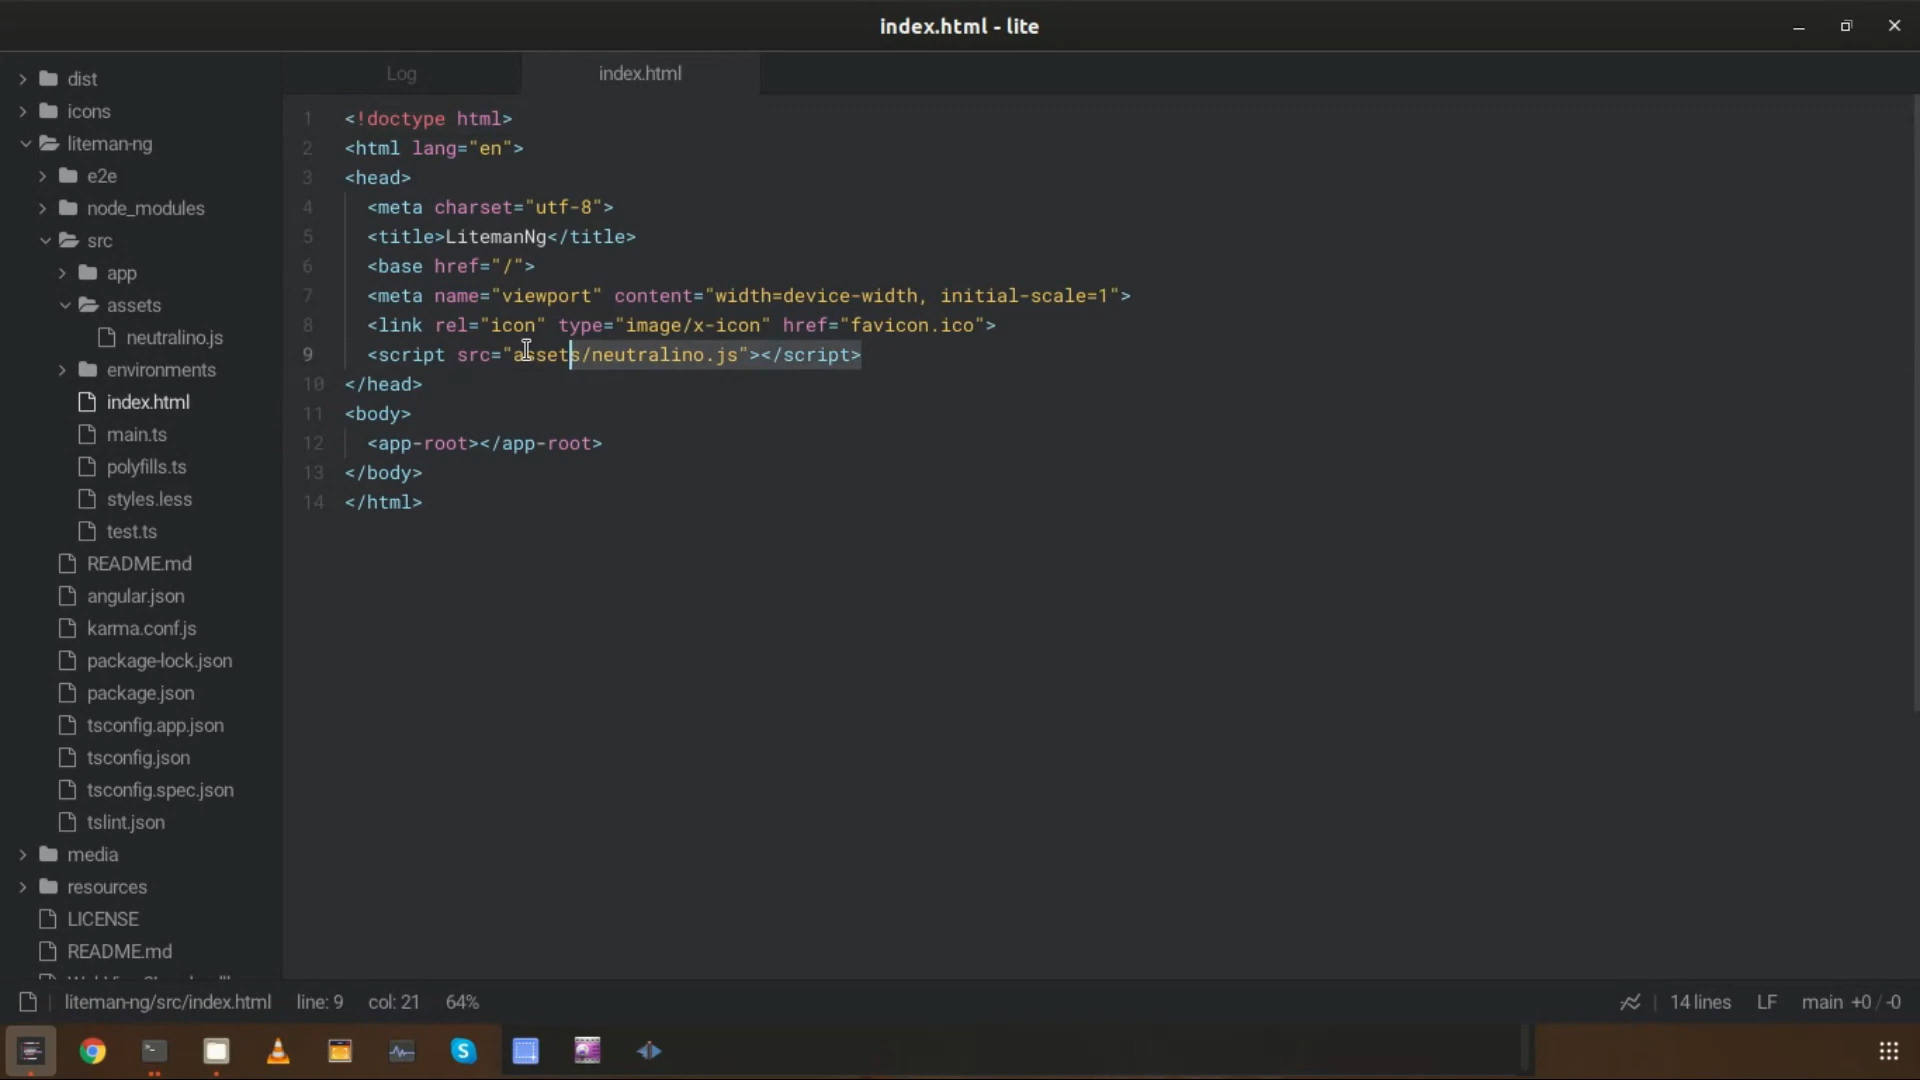 index.html - lite
dist
icons
liteman-ng
e2e
node_modules
src
app
assets
neutralino.js
environments
index.html
main.ts
polyfills.ts
styles.less
test.ts
README.md
angular.json
karma.conf.js
package-lock.json
package.json
tsconfig.app.json
tsconfig.json
tsconfig.spec.json
tslint.json
media
resources
LICENSE
README.md
Log
index.html
1 <!doctype html>
2 <html lang="en">
3 <head>
4 <meta charset="utf-8">
5 <title>LitemanNg</title>
6 <base href="/">
7 <meta name="viewport" content="width=device-width, initial-scale=1">
8 <link rel="icon" type="image/x-icon" href="favicon.ico">
9 <script src="assets/neutralino.js"></script>
10 </head>
11 <body>
12 <app-root></app-root>
13 </body>
14 </html>
liteman-ng/src/index.html line: 9 col: 21 64%
14 lines LF main +0 / -0